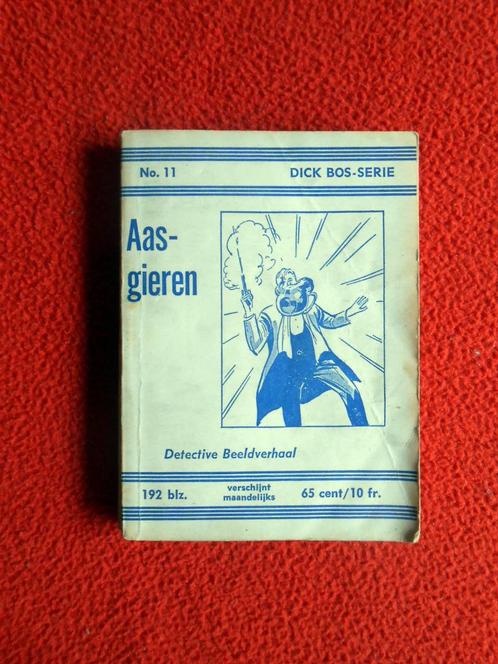 No. 11 DICK BOS-SERIE
Aas-
gieren
Detective Beeldverhaal
192 blz. verschijnt maandelijks 65 cent/10 fr.